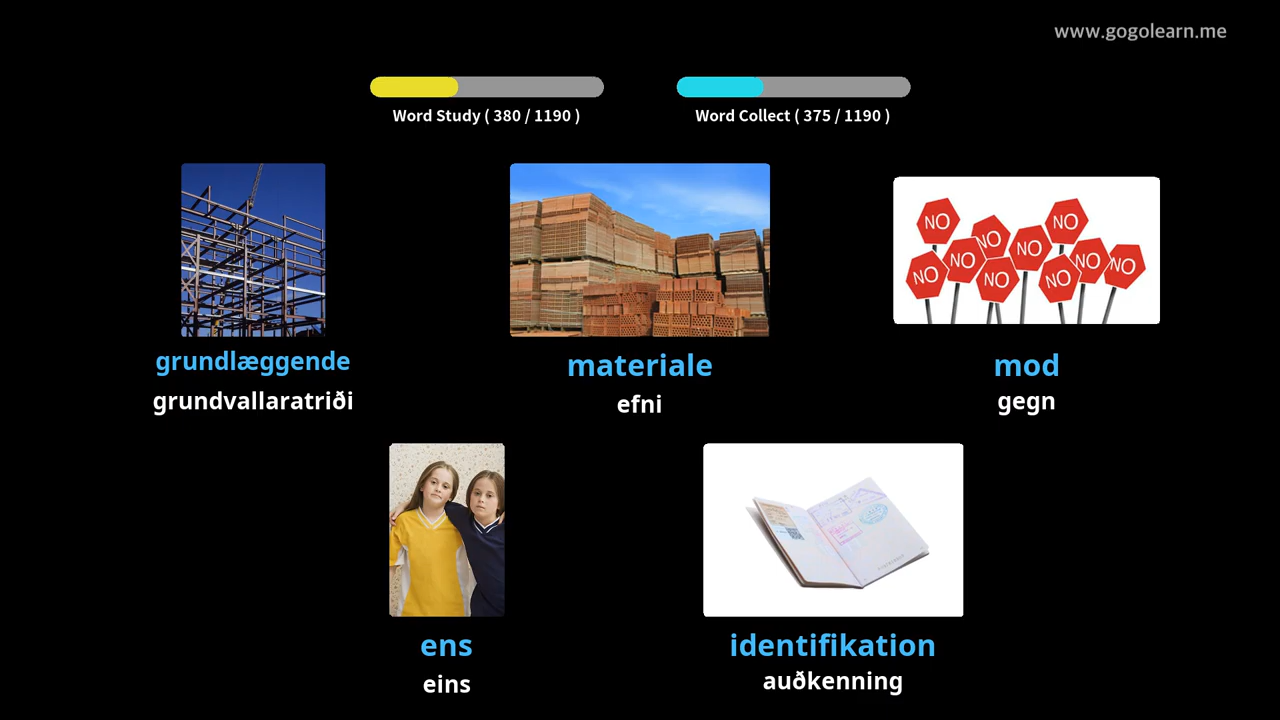 www.gogolearn.me
Word Study ( 380 / 1190 )
Word Collect ( 375 / 1190 )
NO NO NO NO NO NO NO NO NO NO
grundlæggende
grundvallaratriði
materiale
efni
mod
gegn
ens
eins
identifikation
auðkenning